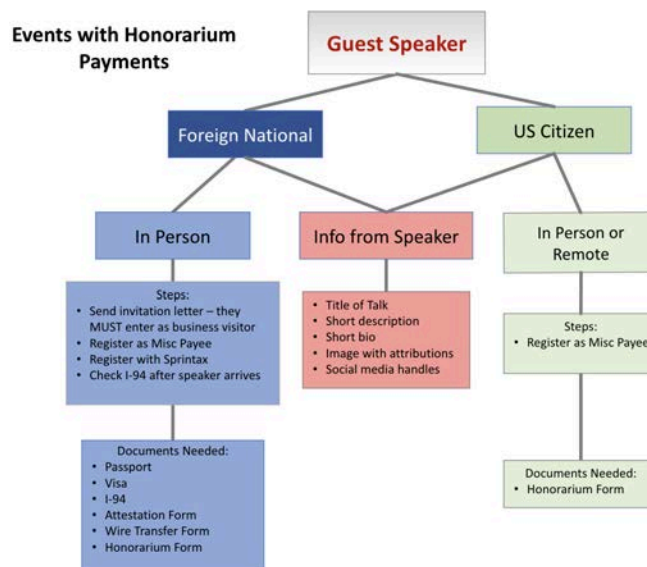 Events with Honorarium
Payments
Guest Speaker
Foreign National
US Citizen
In Person
Info from Speaker
In Person or
Remote
Steps:
• Send invitation letter – they
MUST enter as business visitor
• Register as Misc Payee
• Register with Sprintax
• Check I-94 after speaker arrives
• Title of Talk
• Short description
• Short bio
• Image with attributions
• Social media handles
Steps:
• Register as Misc Payee
Documents Needed:
• Passport
• Visa
• I-94
• Attestation Form
• Wire Transfer Form
• Honorarium Form
Documents Needed:
• Honorarium Form